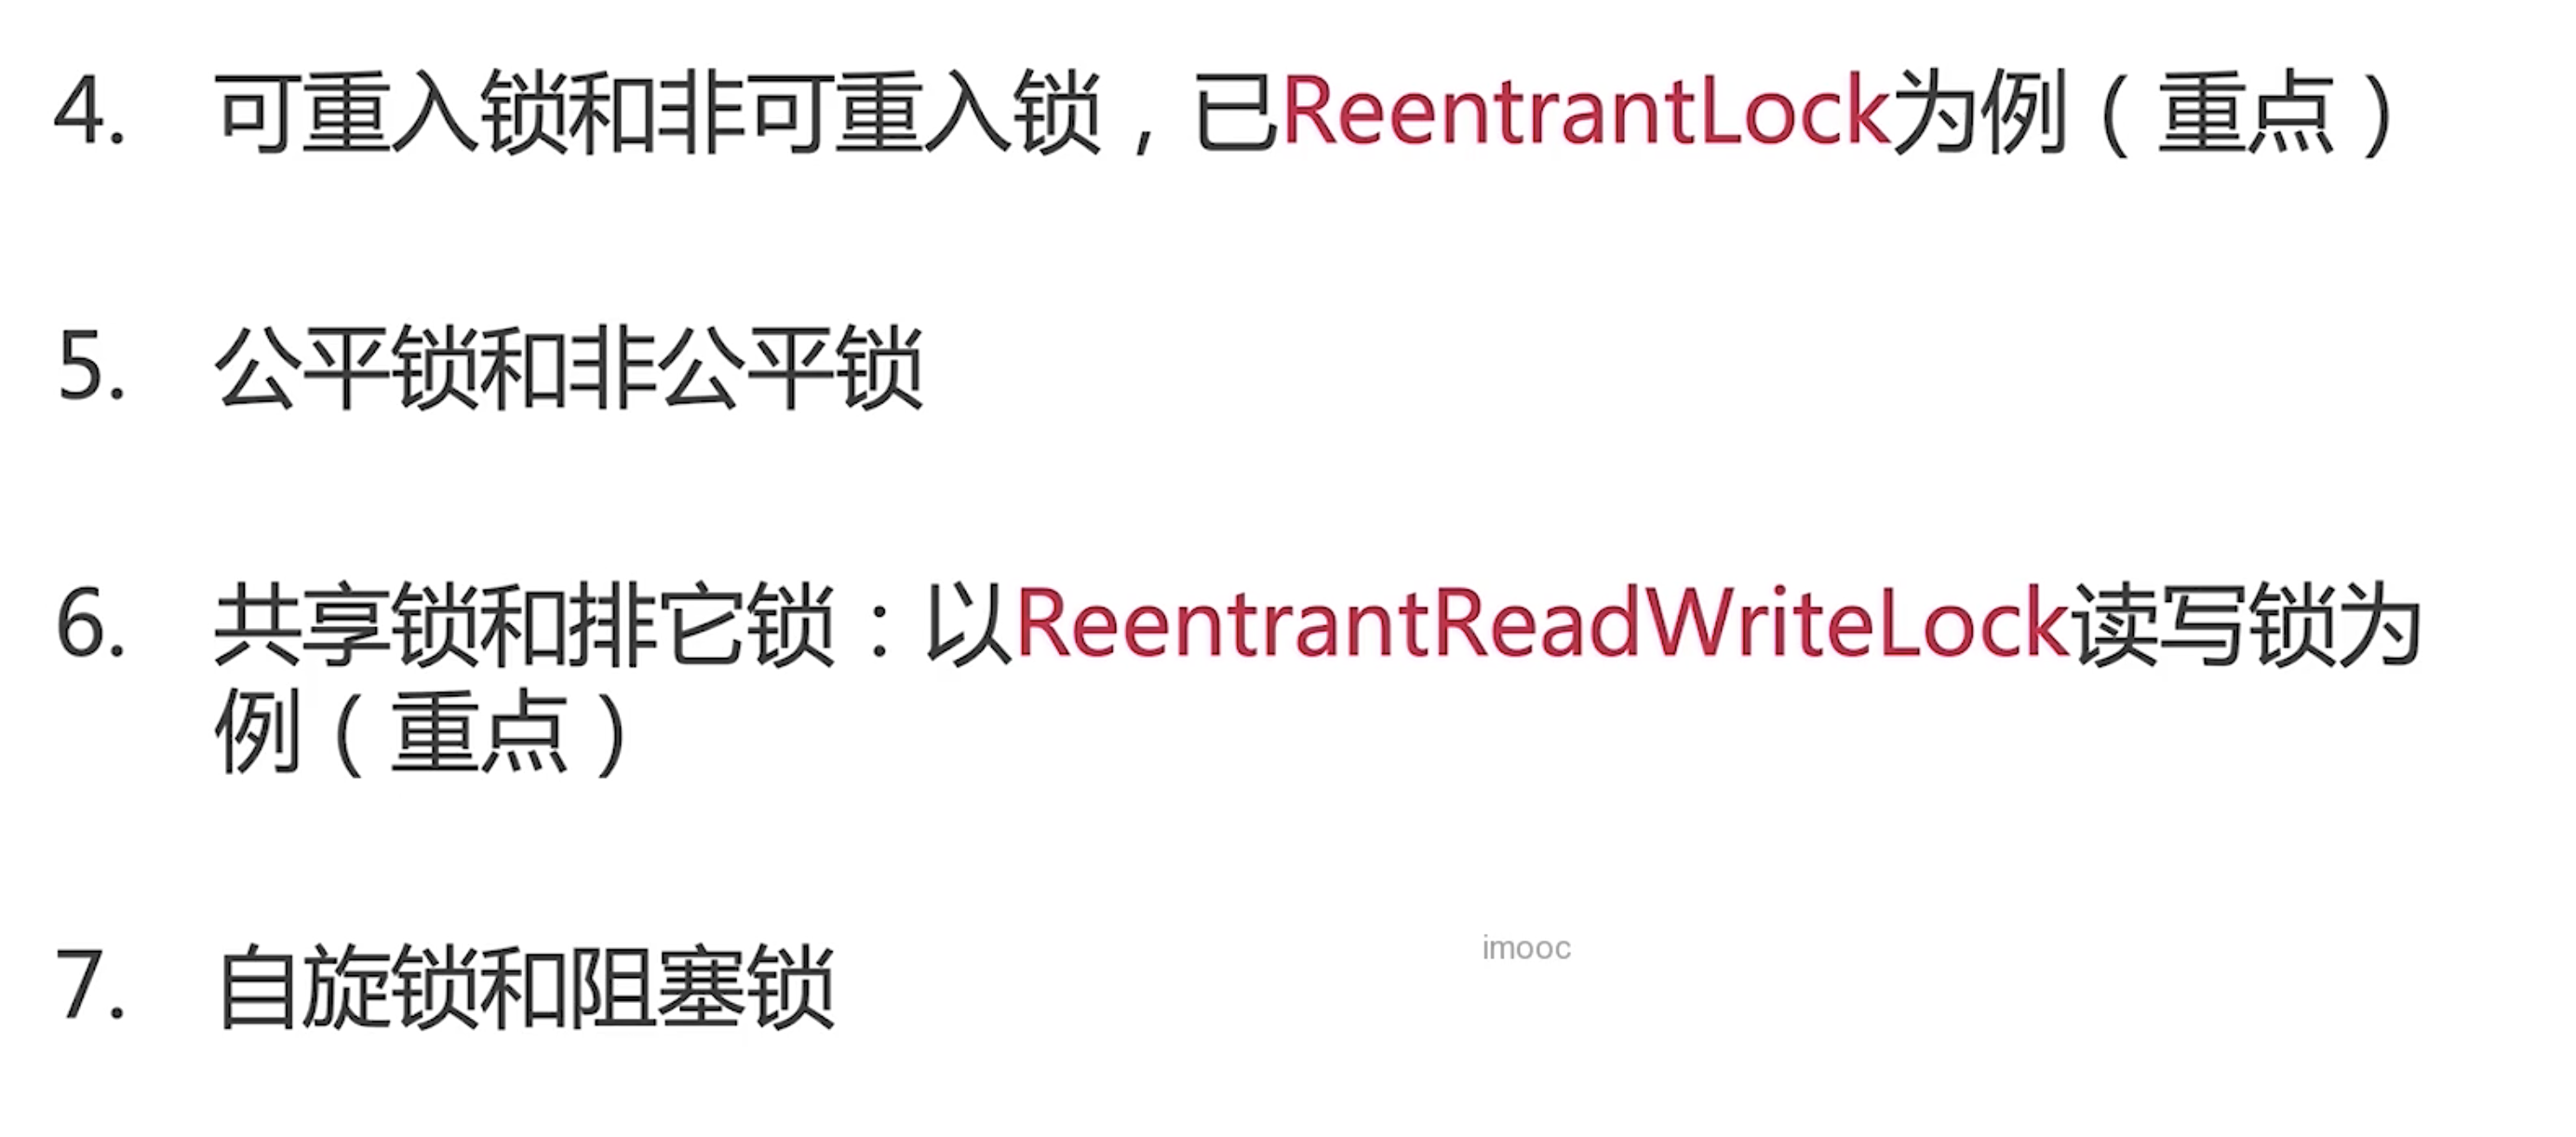 4. 可重入锁和非可重入锁，已ReentrantLock为例（重点）
5. 公平锁和非公平锁
6. 共享锁和排它锁：以ReentrantReadWriteLock读写锁为
例（重点）
7. 自旋锁和阻塞锁
imooc